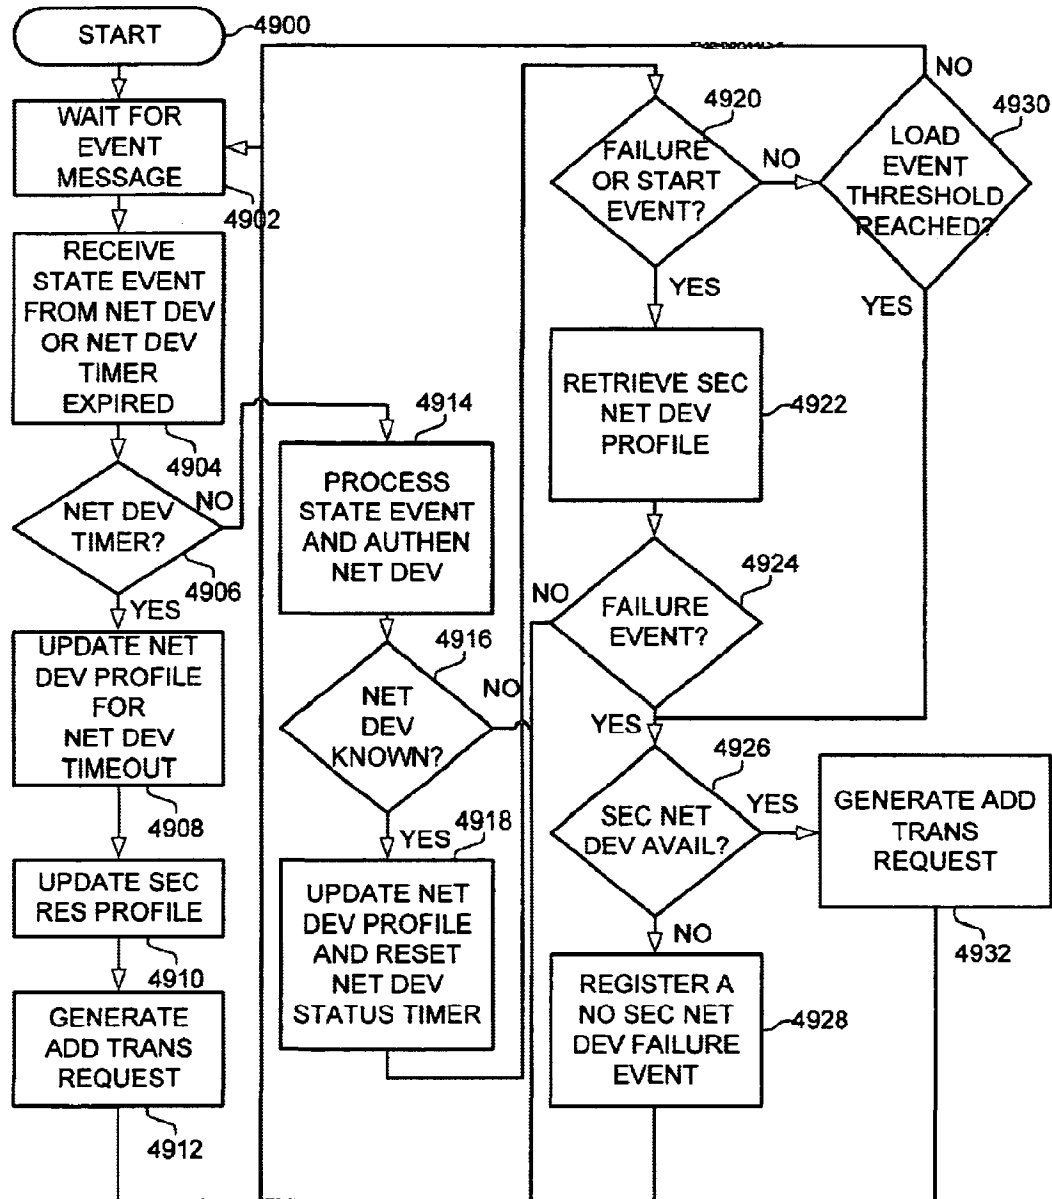 START
4900
WAIT FOR
EVENT
MESSAGE
4902
RECEIVE
STATE EVENT
FROM NET DEV
OR NET DEV
TIMER
EXPIRED
4904
NET DEV
TIMER?
NO
4906
YES
UPDATE NET
DEV PROFILE
FOR
NET DEV
TIMEOUT
4908
UPDATE SEC
RES PROFILE
4910
GENERATE
ADD TRANS
REQUEST
4912
4914
PROCESS
STATE EVENT
AND AUTHEN
NET DEV
4916
NET
DEV
KNOWN?
NO
YES
4918
UPDATE NET
DEV PROFILE
AND RESET
NET DEV
STATUS TIMER
4920
FAILURE
OR START
EVENT?
NO
YES
RETRIEVE SEC
NET DEV
PROFILE
4922
4924
FAILURE
EVENT?
NO
YES
4926
SEC NET
DEV AVAIL?
YES
NO
REGISTER A
NO SEC NET
DEV FAILURE
EVENT
4928
NO
4930
LOAD
EVENT
THRESHOLD
REACHED?
YES
GENERATE ADD
TRANS
REQUEST
4932